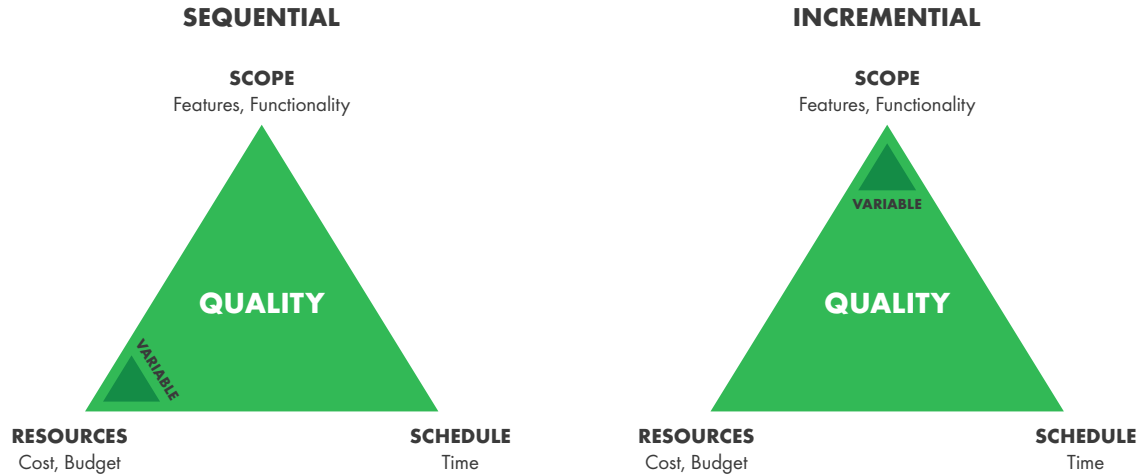 SEQUENTIAL
SCOPE
Features, Functionality
QUALITY
VARIABLE
RESOURCES
Cost, Budget
SCHEDULE
Time
INCREMENTIAL
SCOPE
Features, Functionality
VARIABLE
QUALITY
RESOURCES
Cost, Budget
SCHEDULE
Time